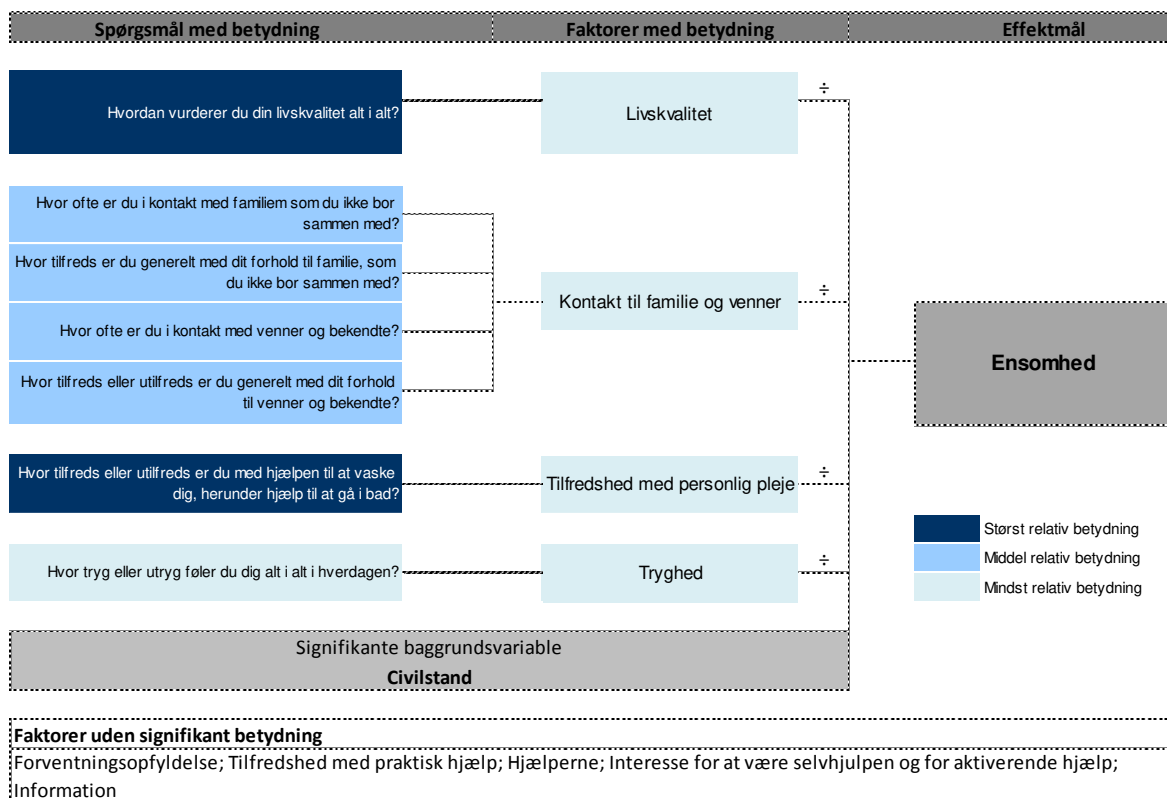 Spørgsmål med betydning
Faktorer med betydning
Effektmål
Hvordan vurderer du din livskvalitet alt i alt?
Livskvalitet
÷
Hvor ofte er du i kontakt med familiem som du ikke bor
sammen med?
Hvor tilfreds er du generelt med dit forhold til familie, som
du ikke bor sammen med?
Hvor ofte er du i kontakt med venner og bekendte?
Hvor tilfreds eller utilfreds er du generelt med dit forhold
til venner og bekendte?
Kontakt til familie og venner
÷
Ensomhed
Hvor tilfreds eller utilfreds er du med hjælpen til at vaske
dig, herunder hjælp til at gå i bad?
Tilfredshed med personlig pleje
÷
Hvor tryg eller utryg føler du dig alt i alt i hverdagen?
Tryghed
÷
Størst relativ betydning
Middel relativ betydning
Mindst relativ betydning
Signifikante baggrundsvariable
Civilstand
Faktorer uden signifikant betydning
Forventningsopfyldelse; Tilfredshed med praktisk hjælp; Hjælperne; Interesse for at være selvhjulpen og for aktiverende hjælp;
Information